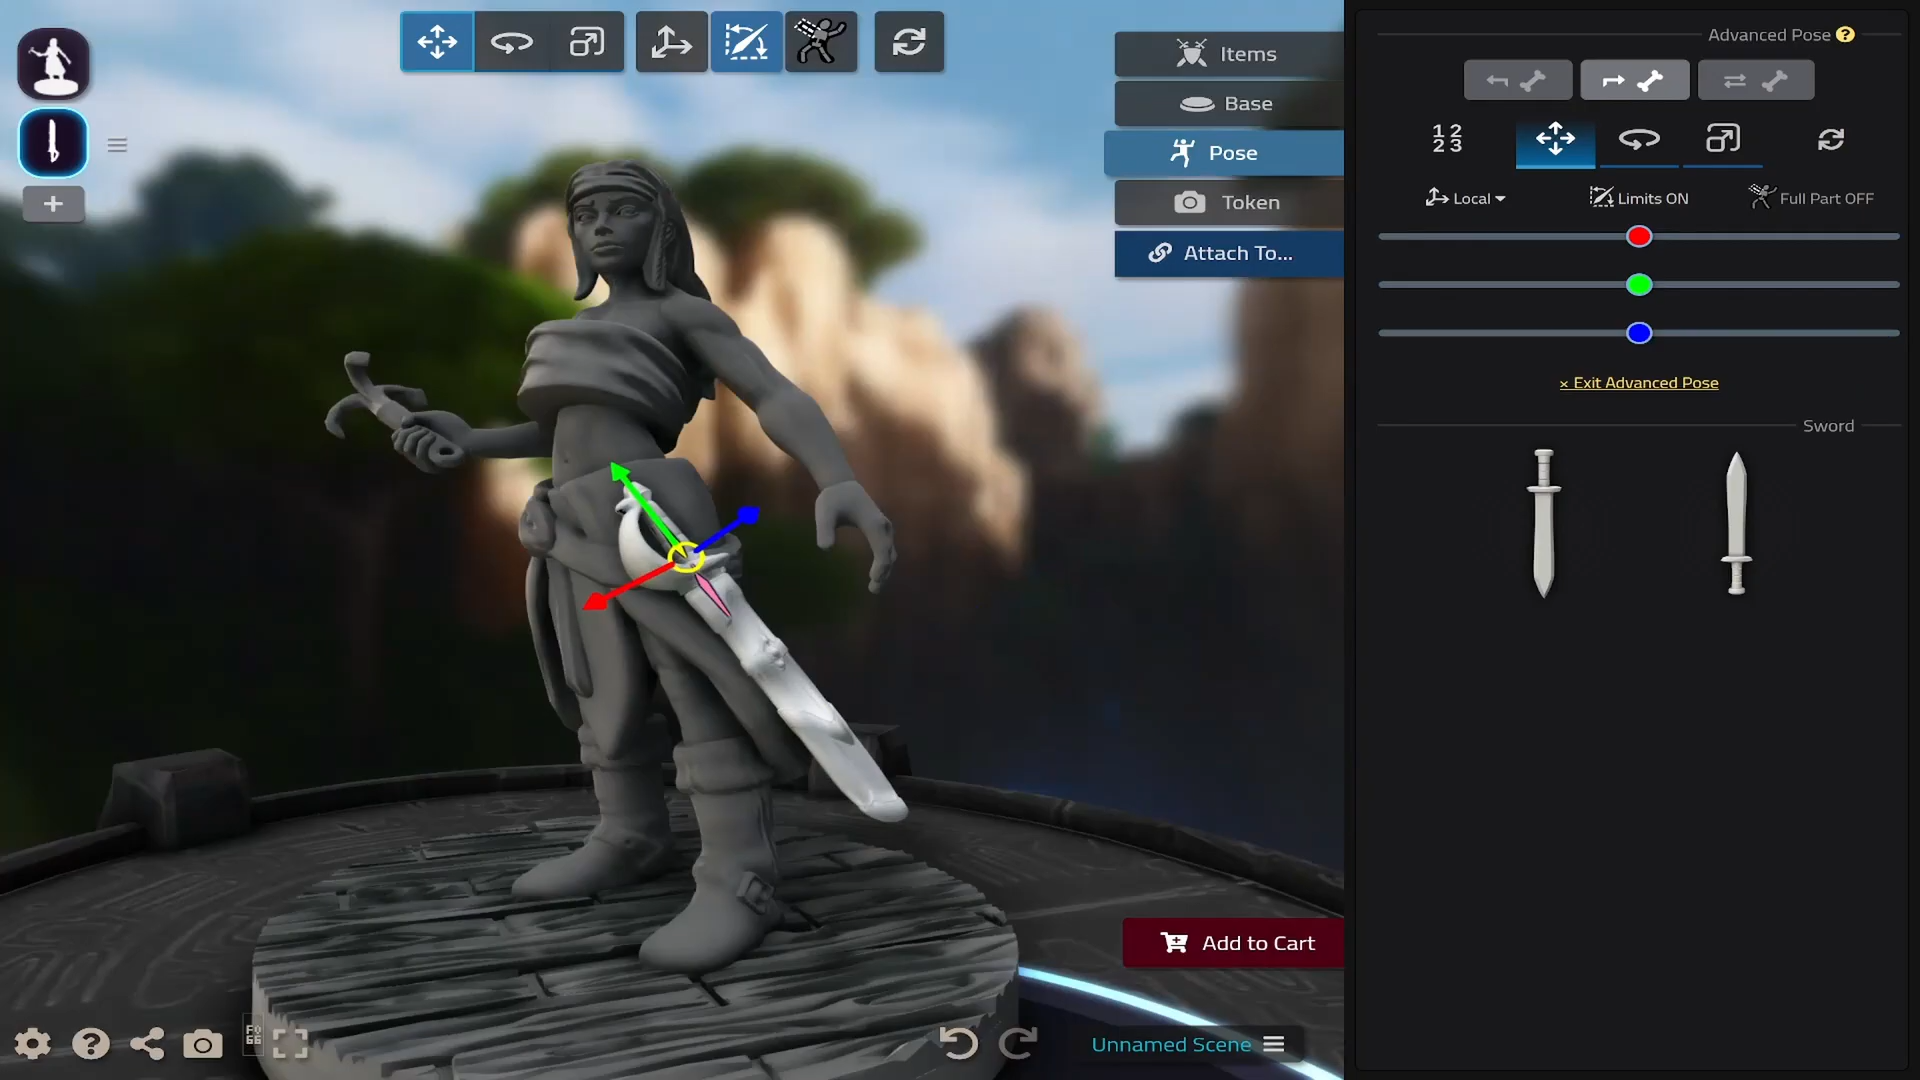 Items
Base
Pose
Token
Attach To...
Add to Cart
Unnamed Scene
Advanced Pose ?
1 2
2 3
Local
Limits ON
Full Part OFF
× Exit Advanced Pose
Sword